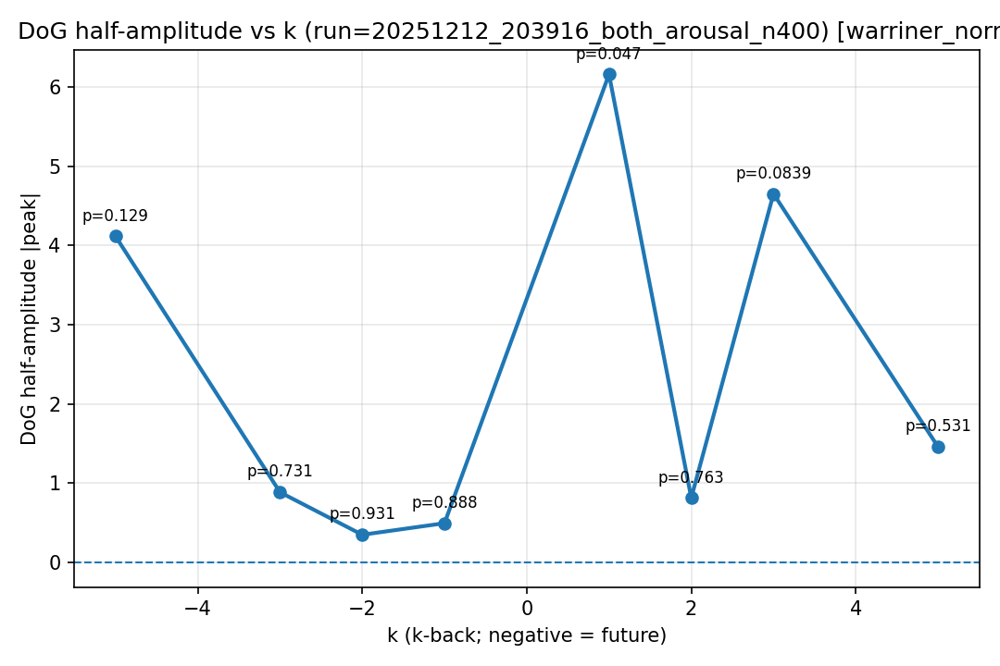 DoG half-amplitude vs k (run=20251212_203916_both_arousal_n400) [warriner_norr
p=0.047
6
p=0.0839
5
p=0.129
4
3
2
p=0.531
p=0.731
p=0.763
1
p=0.931
p=0.888
0
DoG half-amplitude |peak|
−4
−2
0
2
4
k (k-back; negative = future)